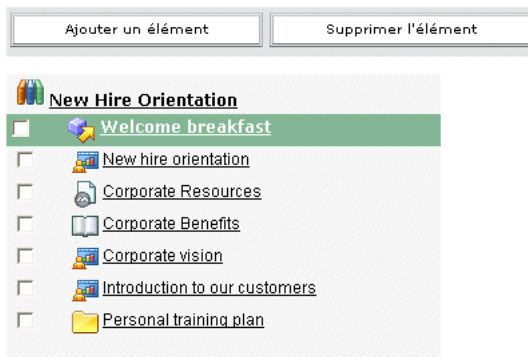 Ajouter un élément Supprimer l'élément
New Hire Orientation
Welcome breakfast
New hire orientation
Corporate Resources
Corporate Benefits
Corporate vision
Introduction to our customers
Personal training plan